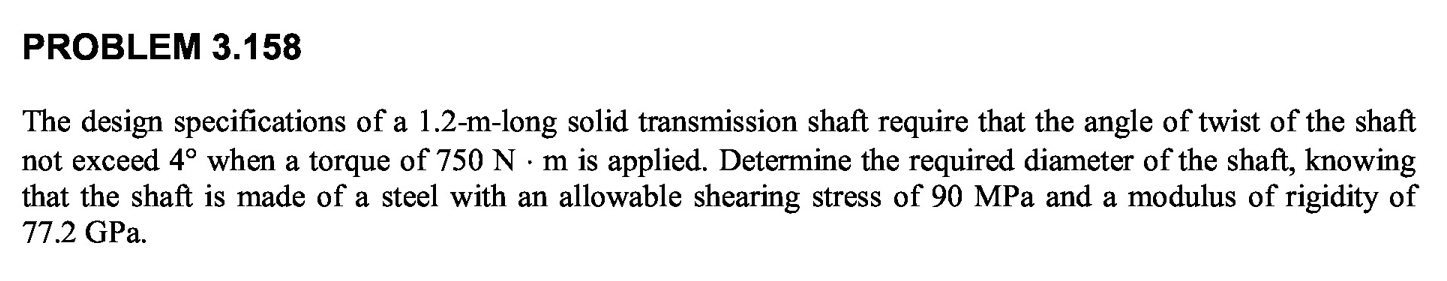 PROBLEM 3.158
The design specifications of a 1.2-m-long solid transmission shaft require that the angle of twist of the shaft
not exceed 4° when a torque of 750 N · m is applied. Determine the required diameter of the shaft, knowing
that the shaft is made of a steel with an allowable shearing stress of 90 MPa and a modulus of rigidity of
77.2 GPa.